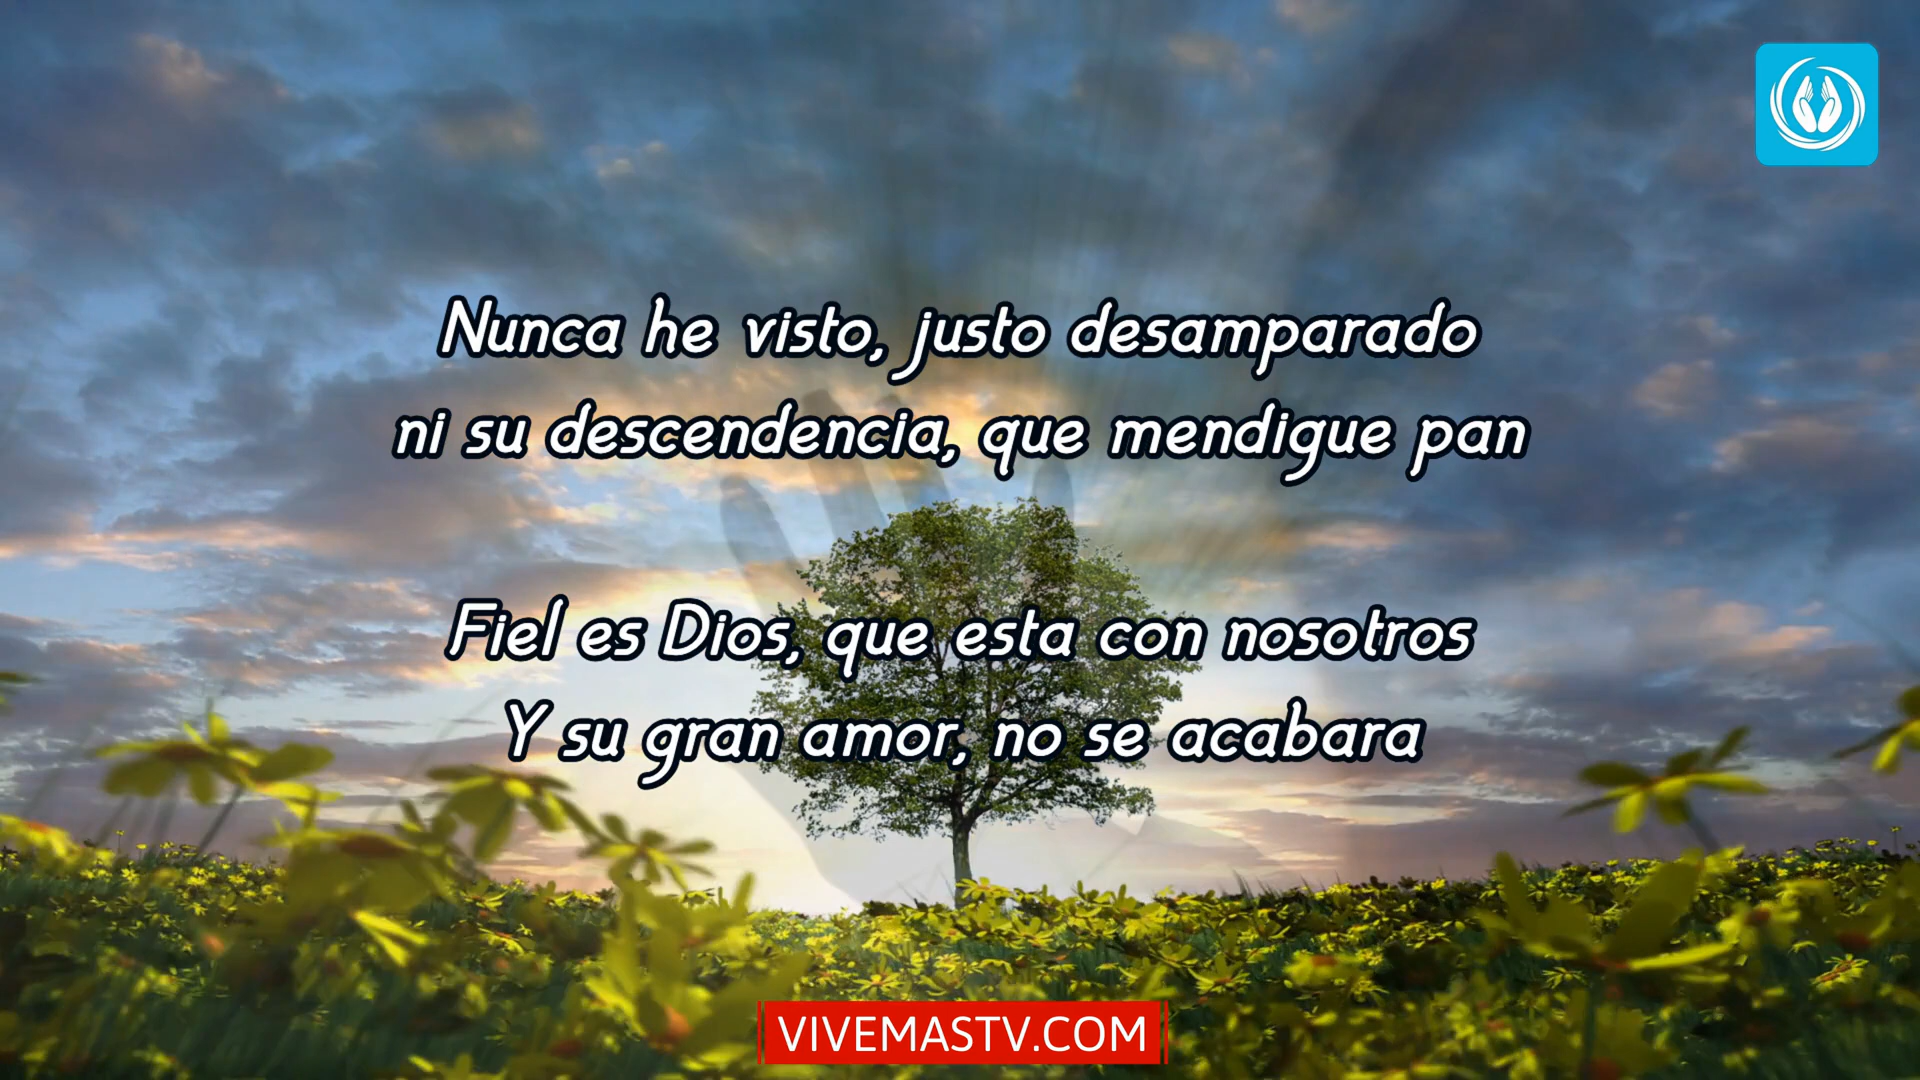 Nunca he visto, justo desamparado
ni su descendencia, que mendigue pan
Fiel es Dios, que esta con nosotros
Y su gran amor, no se acabara
VIVEMASTV.COM